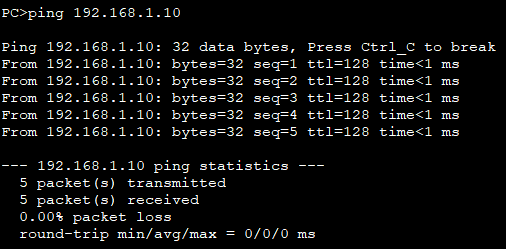 PC>ping 192.168.1.10
Ping 192.168.1.10: 32 data bytes, Press Ctrl_C to break
From 192.168.1.10: bytes=32 seq=1 ttl=128 time<1 ms
From 192.168.1.10: bytes=32 seq=2 ttl=128 time<1 ms
From 192.168.1.10: bytes=32 seq=3 ttl=128 time<1 ms
From 192.168.1.10: bytes=32 seq=4 ttl=128 time<1 ms
From 192.168.1.10: bytes=32 seq=5 ttl=128 time<1 ms
--- 192.168.1.10 ping statistics ---
5 packet(s) transmitted
5 packet(s) received
0.00% packet loss
round-trip min/avg/max = 0/0/0 ms